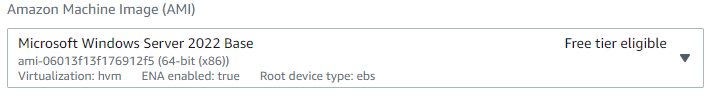 Amazon Machine Image (AMI)
Microsoft Windows Server 2022 Base Free tier eligible
ami-06013f13f176912f5 (64-bit (x86))
Virtualization: hvm ENA enabled: true Root device type: ebs